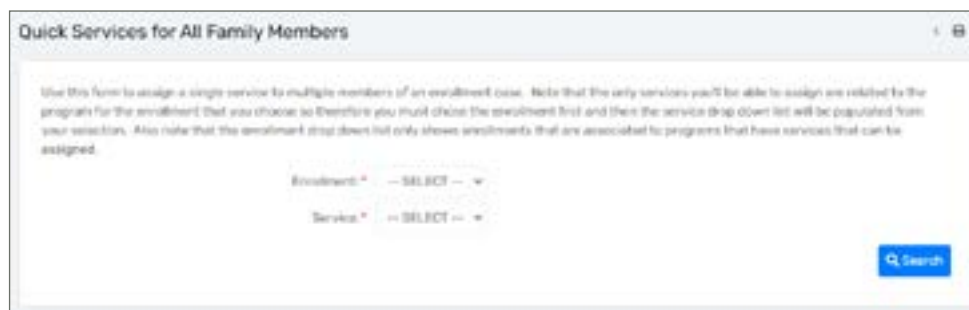 Quick Services for All Family Members
Use this form to assign a single service to multiple members of an enrollment case. Note that the only services you'll be able to assign are related to the
program for the enrollment that you choose so therefore you must chose the enrollment first and then the service drop down list will be populated from
your selection. Also note that the enrollment drop down list only shows enrollments that are associated to programs that have services that can be
assigned.
Enrollment:* -- SELECT --
Service:* -- SELECT --
Search